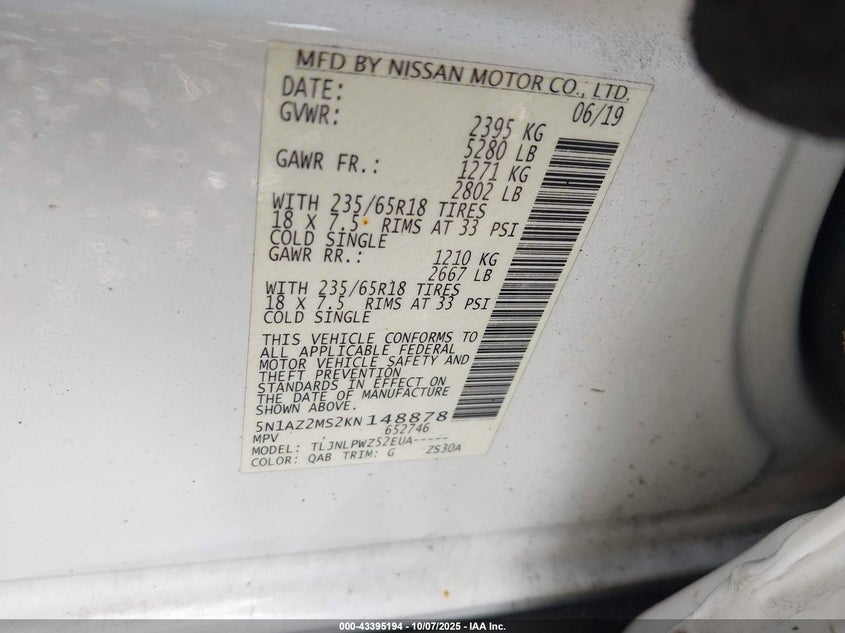 MFD BY NISSAN MOTOR CO., LTD.
DATE: 06/19
GVWR: 2395 KG
5280 LB
GAWR FR.: 1271 KG
2802 LB
WITH 235/65R18 TIRES
18 X 7.5 RIMS AT 33 PSI
COLD SINGLE
GAWR RR.: 1210 KG
2667 LB
WITH 235/65R18 TIRES
18 X 7.5 RIMS AT 33 PSI
COLD SINGLE
THIS VEHICLE CONFORMS TO
ALL APPLICABLE FEDERAL
MOTOR VEHICLE SAFETY AND
THEFT PREVENTION
STANDARDS IN EFFECT ON
THE DATE OF MANUFACTURE
SHOWN ABOVE.
5N1AZ2MS2KN148878
MPV 652746
MODEL: TLJNLPWZ52EUA-----
COLOR: QAB TRIM: G ZS30A
000-43395194 - 10/07/2025 - IAA Inc.